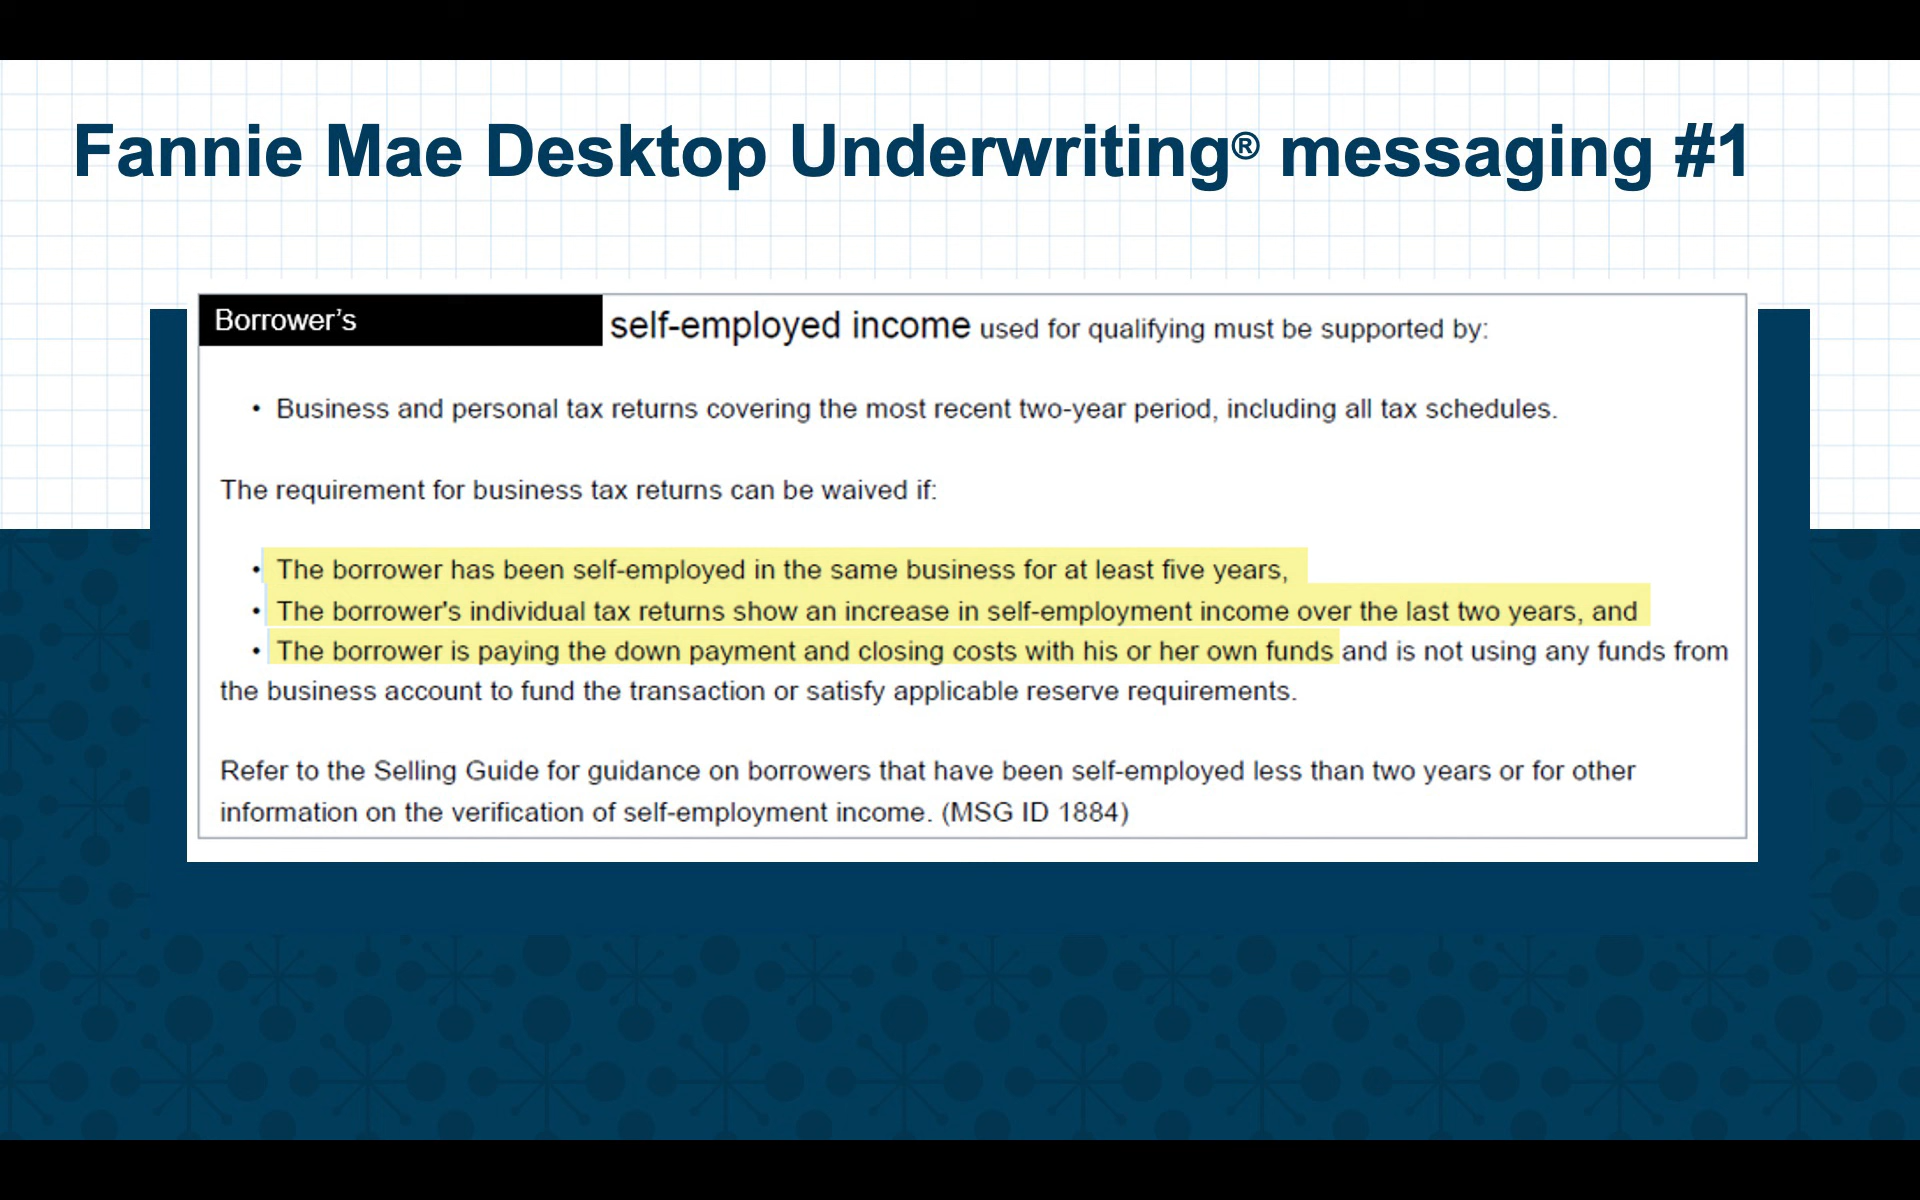 Fannie Mae Desktop Underwriting® messaging #1
Borrower’s self-employed income used for qualifying must be supported by:
• Business and personal tax returns covering the most recent two-year period, including all tax schedules.
The requirement for business tax returns can be waived if:
• The borrower has been self-employed in the same business for at least five years,
• The borrower's individual tax returns show an increase in self-employment income over the last two years, and
• The borrower is paying the down payment and closing costs with his or her own funds and is not using any funds from
the business account to fund the transaction or satisfy applicable reserve requirements.
Refer to the Selling Guide for guidance on borrowers that have been self-employed less than two years or for other
information on the verification of self-employment income. (MSG ID 1884)